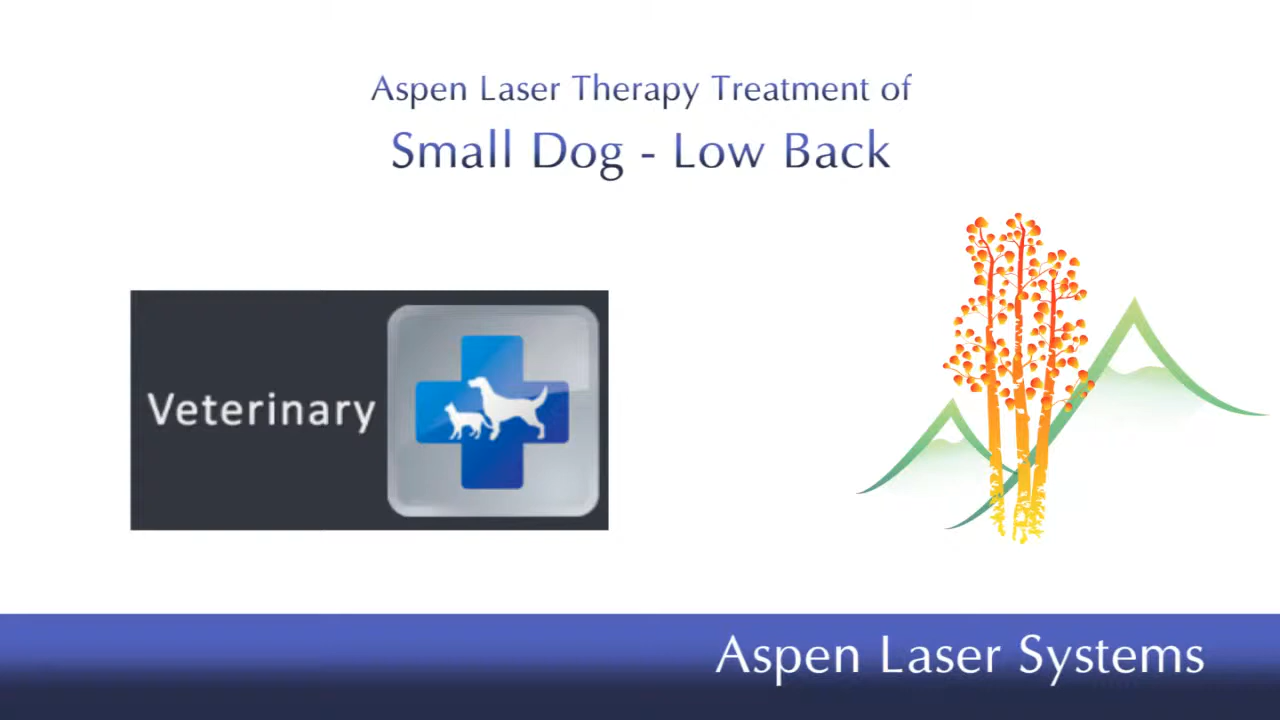 Aspen Laser Therapy Treatment of
Small Dog - Low Back
Veterinary
Aspen Laser Systems